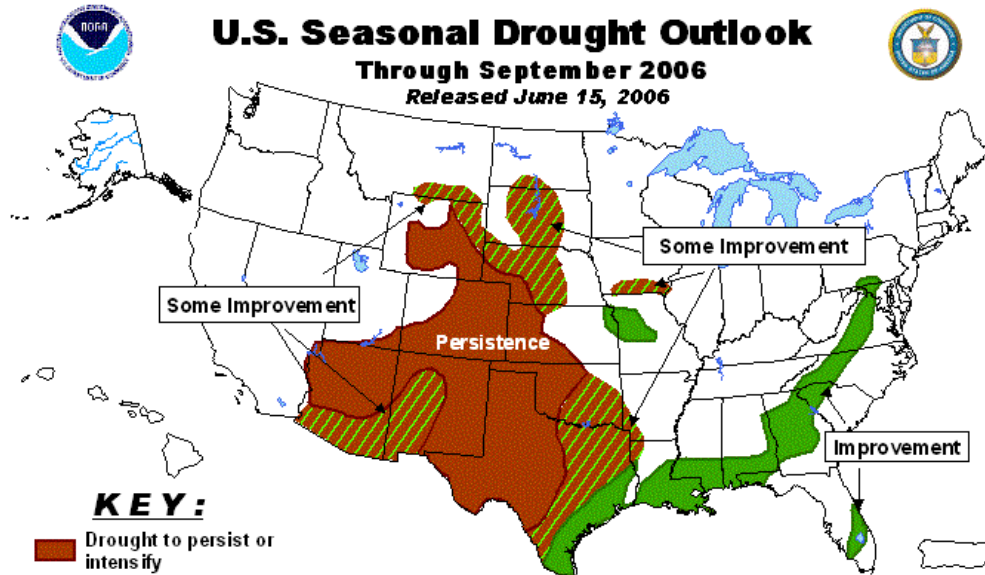 U.S. Seasonal Drought Outlook
Through September 2006
Released June 15, 2006
NOAA
Some Improvement
Some Improvement
Persistence
Improvement
KEY:
Drought to persist or
intensify